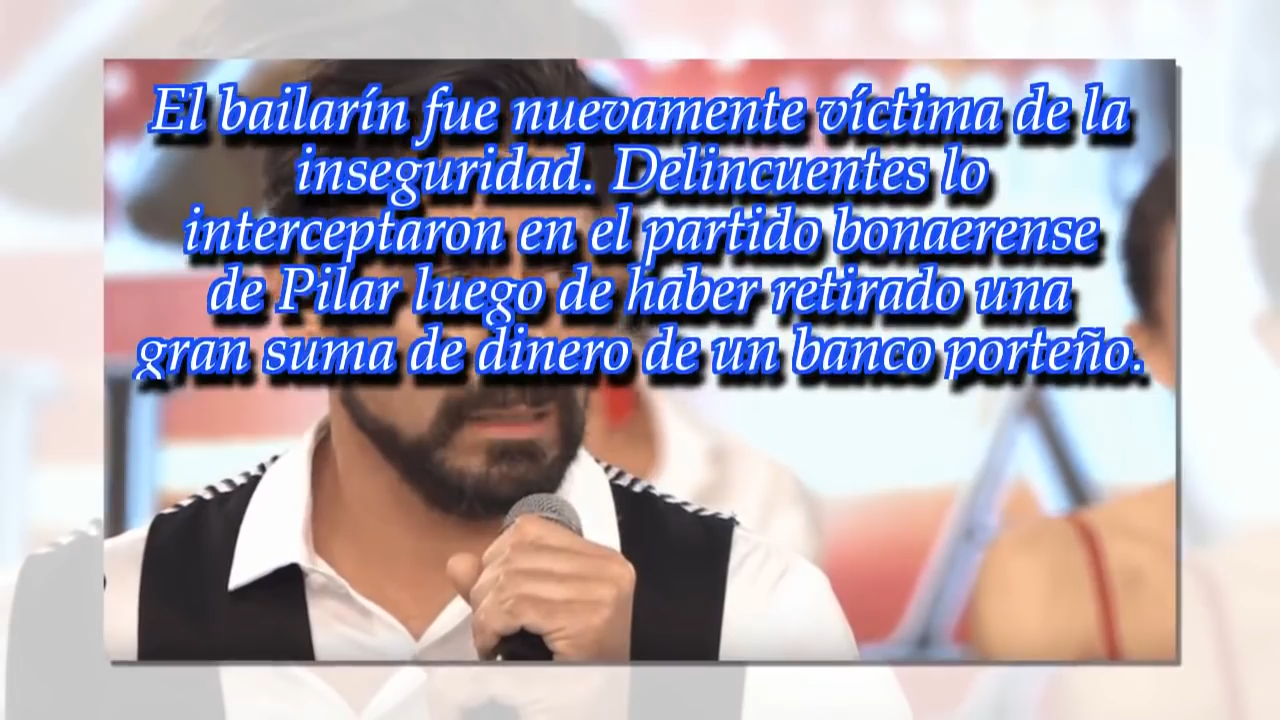 El bailarín fue nuevamente víctima de la
inseguridad. Delincuentes lo
interceptaron en el partido bonaerense
de Pilar luego de haber retirado una
gran suma de dinero de un banco porteño.